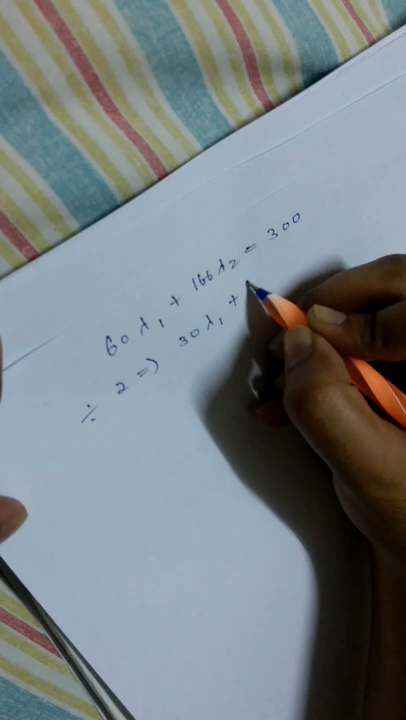 60λ₁ + 166λ₂ = 300
÷ 2 => 30λ₁ +